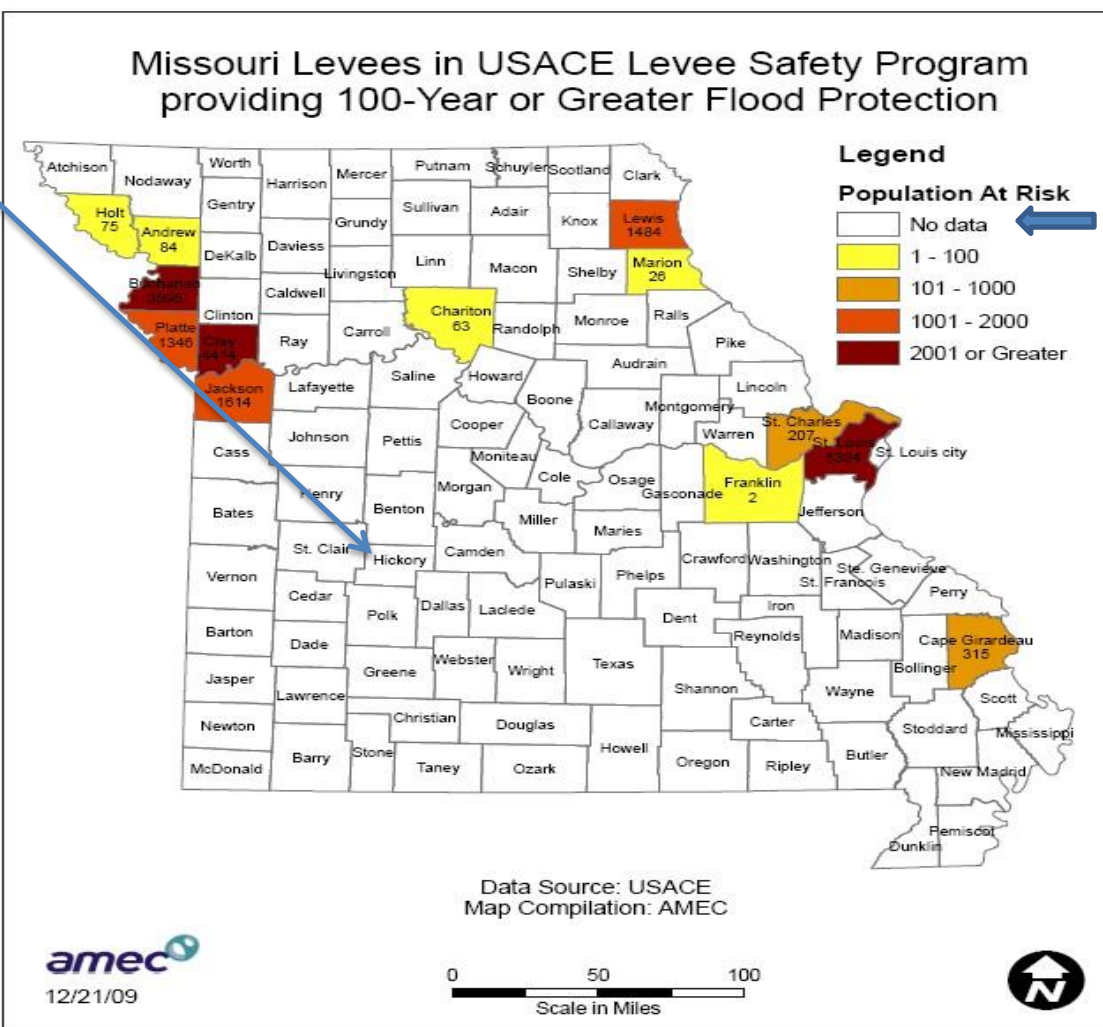 Missouri Levees in USACE Levee Safety Program
providing 100-Year or Greater Flood Protection
Legend
Population At Risk
No data
1 - 100
101 - 1000
1001 - 2000
2001 or Greater
Atchison
Nodaway
Worth
Harrison
Mercer
Putnam
Schuyler
Scotland
Clark
Holt
75
Andrew
84
Gentry
Grundy
Sullivan
Adair
Knox
Lewis
1484
DeKalb
Daviess
Livingston
Linn
Macon
Shelby
Marion
26
Buchanan
Clinton
Caldwell
Chariton
63
Randolph
Monroe
Ralls
Pike
Platte
1346
Clay
Ray
Carroll
Audrain
Lincoln
Jackson
1614
Lafayette
Saline
Howard
Boone
Callaway
Montgomery
Warren
St. Charles
207
St. Louis
St. Louis city
Cass
Johnson
Pettis
Cooper
Moniteau
Cole
Osage
Gasconade
Franklin
2
Jefferson
Bates
Henry
Benton
Morgan
Miller
Maries
St. Clair
Hickory
Camden
Pulaski
Phelps
Crawford
Washington
St. Francois
Ste. Genevieve
Perry
Vernon
Cedar
Polk
Dallas
Laclede
Dent
Iron
Reynolds
Madison
Cape Girardeau
315
Bollinger
Barton
Dade
Greene
Webster
Wright
Texas
Shannon
Wayne
Scott
Jasper
Lawrence
Christian
Douglas
Howell
Carter
Stoddard
Mississippi
Newton
McDonald
Barry
Stone
Taney
Ozark
Oregon
Ripley
Butler
New Madrid
Pemiscot
Dunklin
Data Source: USACE
Map Compilation: AMEC
amec
12/21/09
0 50 100
Scale in Miles
N